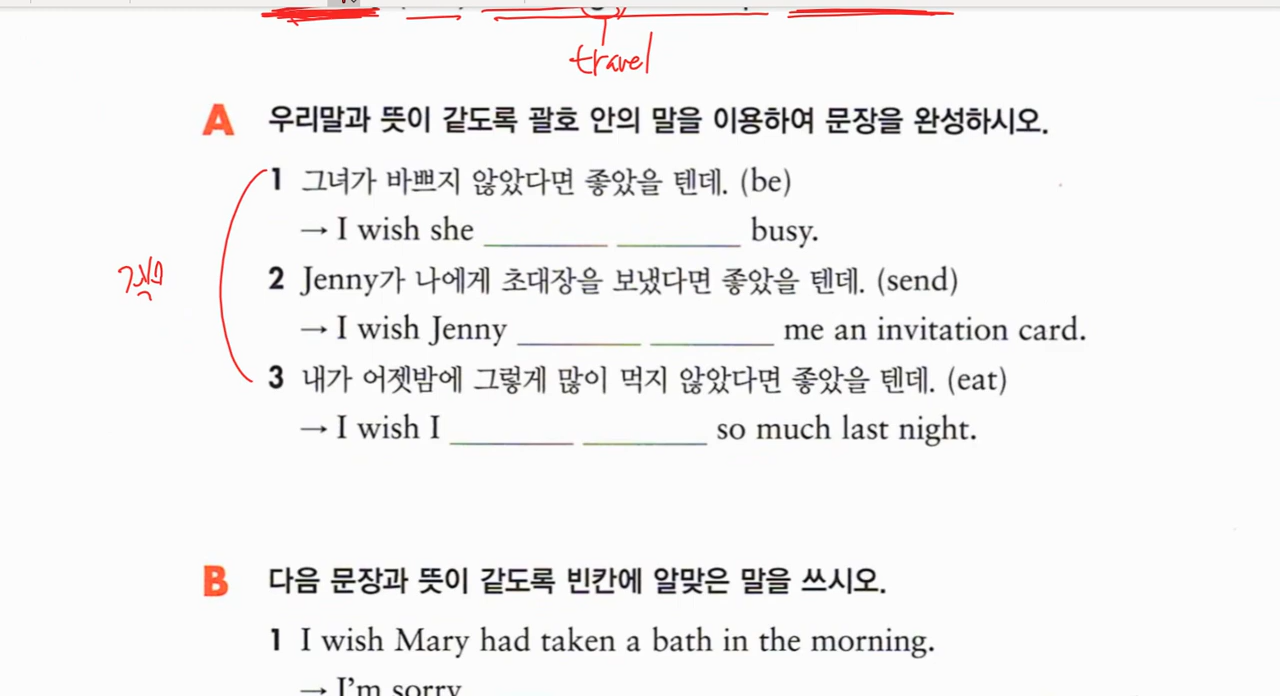 travel
A 우리말과 뜻이 같도록 괄호 안의 말을 이용하여 문장을 완성하시오.
1 그녀가 바쁘지 않았다면 좋았을 텐데. (be)
→ I wish she ________ ________ busy.
2 Jenny가 나에게 초대장을 보냈다면 좋았을 텐데. (send)
→ I wish Jenny ________ ________ me an invitation card.
3 내가 어젯밤에 그렇게 많이 먹지 않았다면 좋았을 텐데. (eat)
→ I wish I ________ ________ so much last night.
B 다음 문장과 뜻이 같도록 빈칸에 알맞은 말을 쓰시오.
1 I wish Mary had taken a bath in the morning.
→ I'm sorry